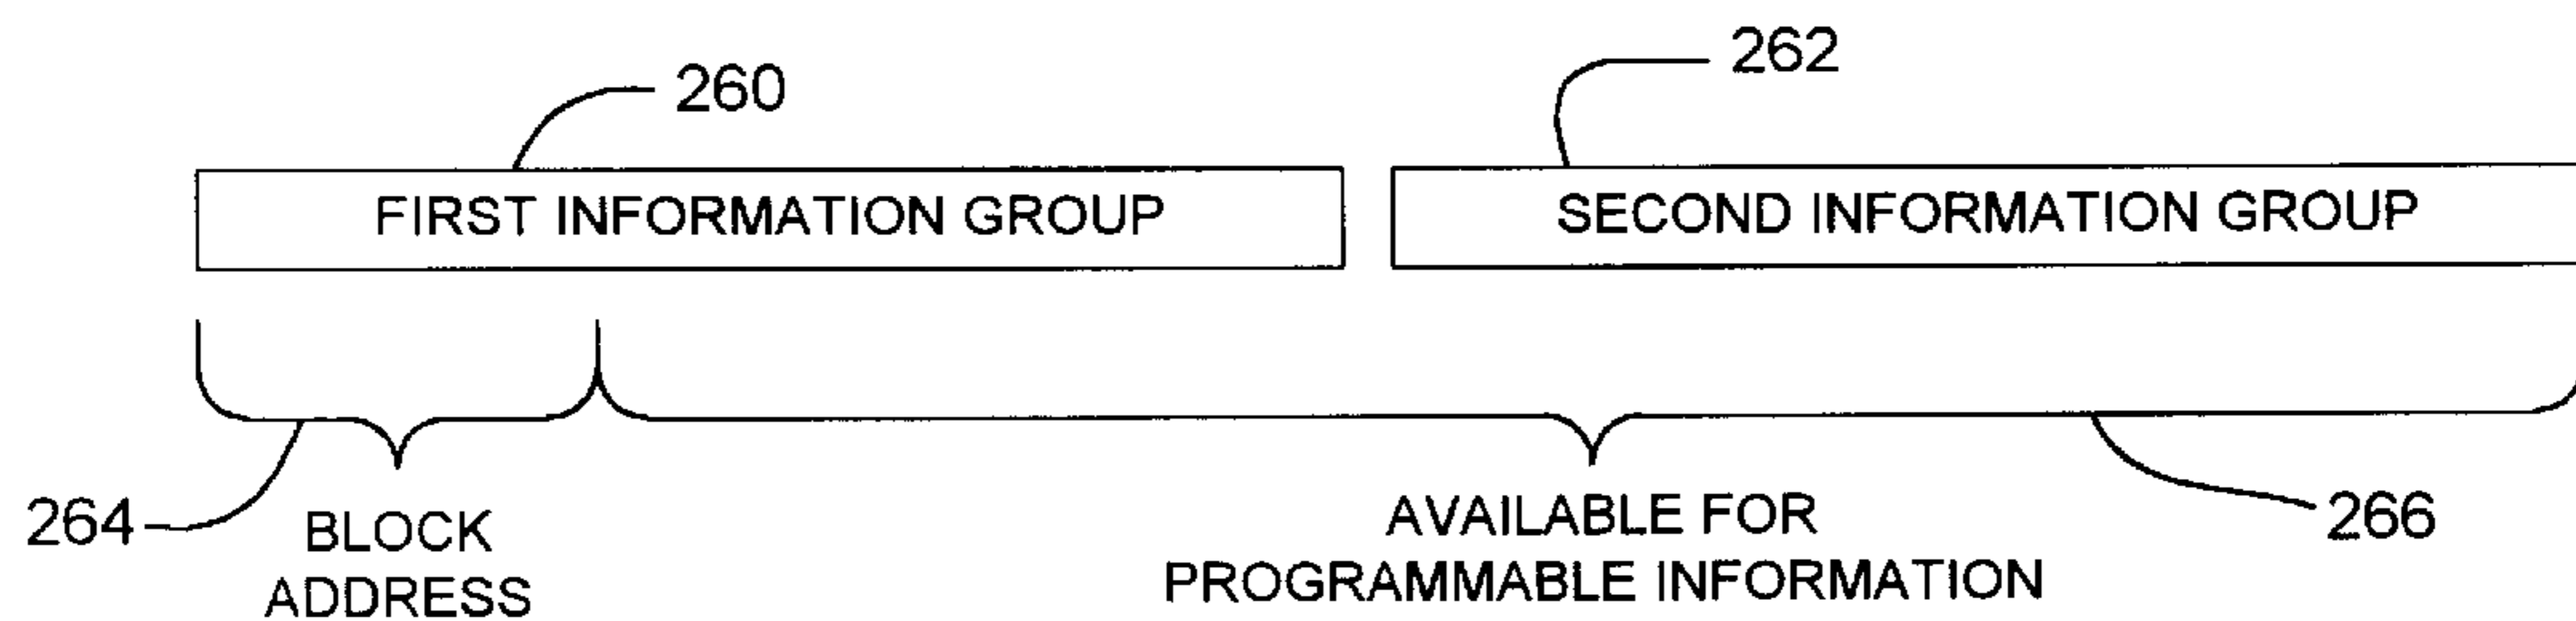 260
262
FIRST INFORMATION GROUP
SECOND INFORMATION GROUP
264
BLOCK
ADDRESS
AVAILABLE FOR
PROGRAMMABLE INFORMATION
266